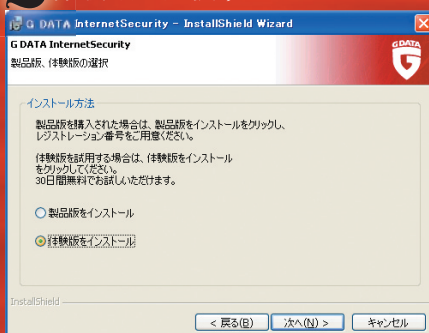 G DATA InternetSecurity - InstallShield Wizard
G DATA InternetSecurity
製品版、体験版の選択
G DATA
インストール方法
製品版を購入された場合は、製品版をインストールをクリックし、
レジストレーション番号をご用意ください。
体験版を試用する場合は、体験版をインストール
をクリックしてください。
30日間無料でお試しいただけます。
製品版をインストール
体験版をインストール
InstallShield
< 戻る(B)
次へ(N) >
キャンセル